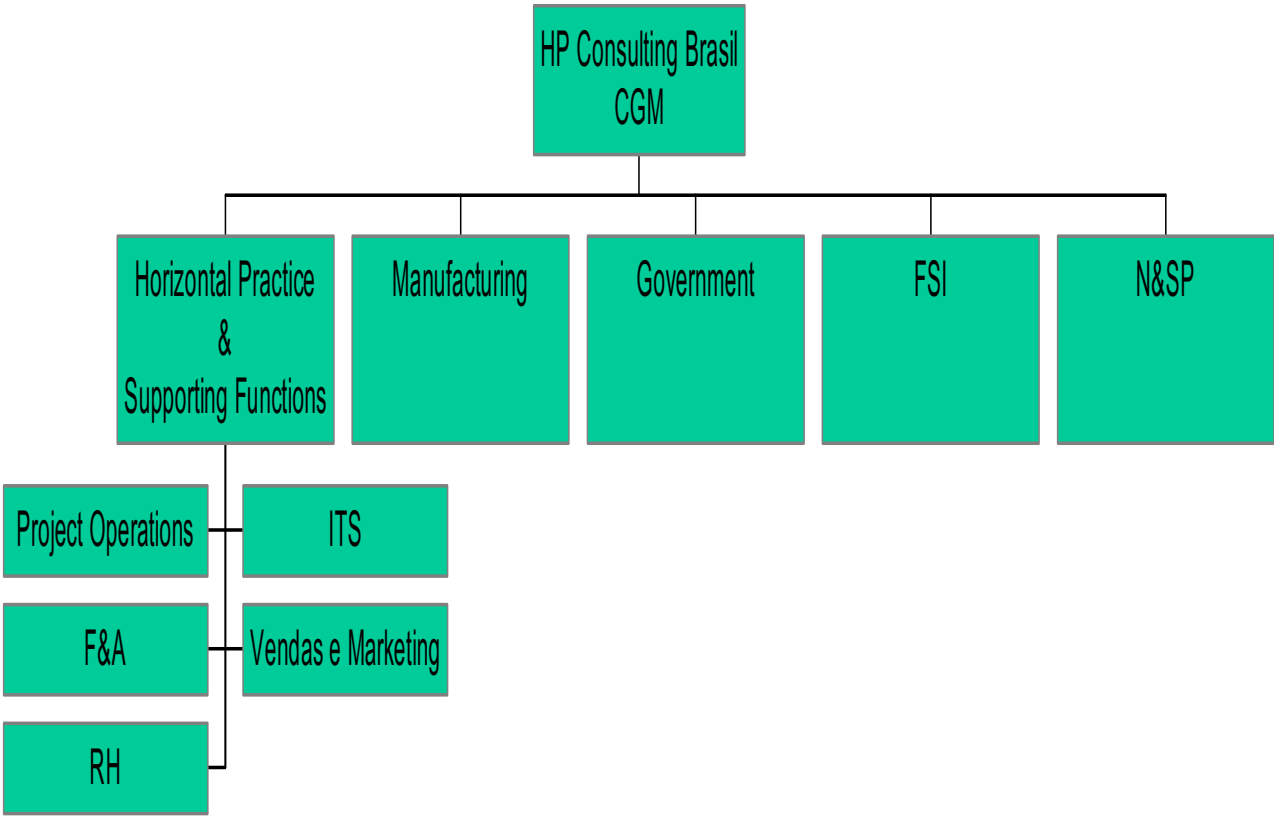 HP Consulting Brasil
CGM
Horizontal Practice
&
Supporting Functions
Manufacturing
Government
FSI
N&SP
Project Operations
ITS
F&A
Vendas e Marketing
RH